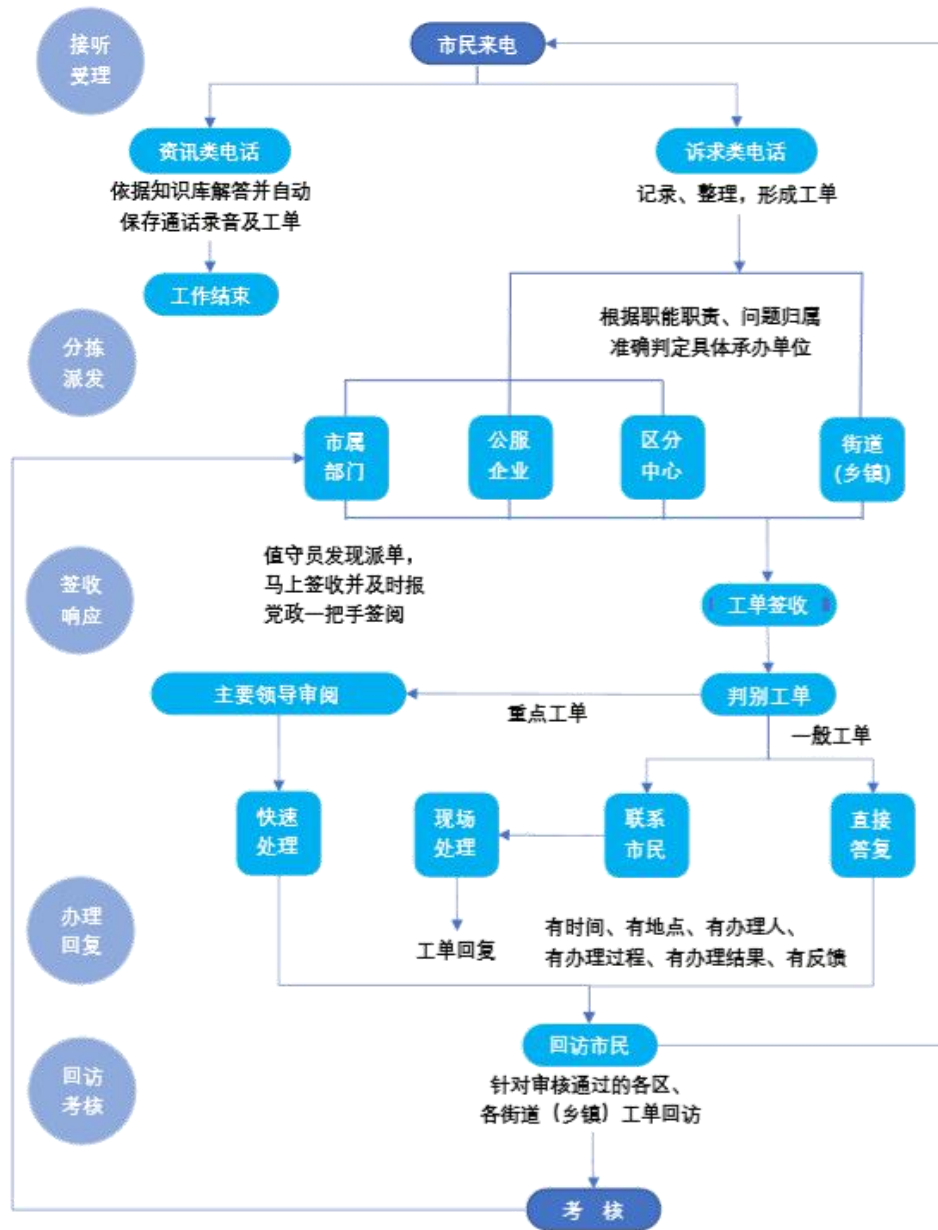 接听
受理
市民来电
资讯类电话
诉求类电话
依据知识库解答并自动
保存通话录音及工单
记录、整理，形成工单
工作结束
分拣
派发
根据职能职责、问题归属
准确判定具体承办单位
市属
部门
公服
企业
区分
中心
街道
(乡镇)
签收
响应
值守员发现派单，
马上签收并及时报
党政一把手签阅
工单签收
主要领导审阅
重点工单
判别工单
一般工单
快速
处理
现场
处理
联系
市民
直接
答复
办理
回复
工单回复
有时间、有地点、有办理人、
有办理过程、有办理结果、有反馈
回访
考核
回访市民
针对审核通过的各区、
各街道（乡镇）工单回访
考 核